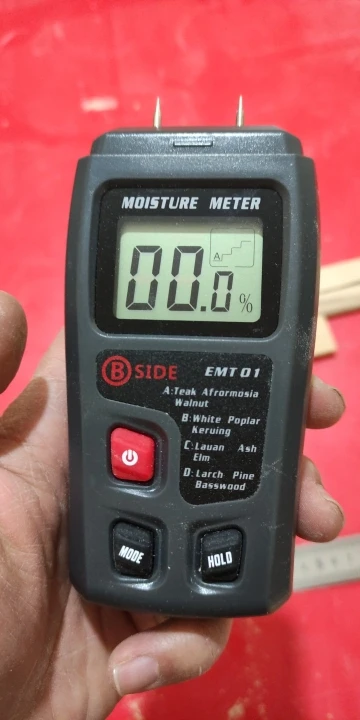 MOISTURE METER
A
00.0 %
B SIDE EMT01
A:Teak Afrormosia
Walnut
B:White Poplar
Keruing
C:Lauan Ash
Elm
D:Larch Pine
Basswood
MODE
HOLD